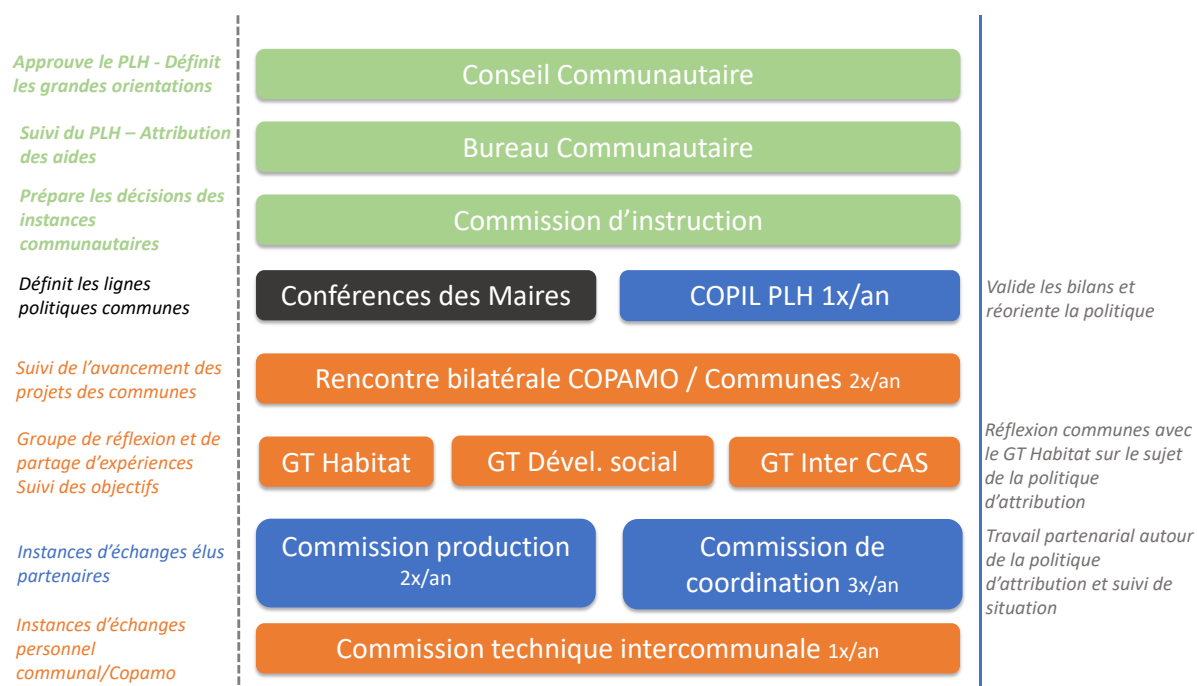 Approuve le PLH - Définit
les grandes orientations
Conseil Communautaire
Suivi du PLH – Attribution
des aides
Bureau Communautaire
Prépare les décisions des
instances
communautaires
Commission d’instruction
Définit les lignes
politiques communes
Conférences des Maires
COPIL PLH 1x/an
Valide les bilans et
réoriente la politique
Suivi de l’avancement des
projets des communes
Rencontre bilatérale COPAMO / Communes 2x/an
Groupe de réflexion et de
partage d’expériences
Suivi des objectifs
GT Habitat
GT Dével. social
GT Inter CCAS
Réflexion communes avec
le GT Habitat sur le sujet
de la politique
d’attribution
Instances d’échanges élus
partenaires
Commission production
2x/an
Commission de
coordination 3x/an
Travail partenarial autour
de la politique
d’attribution et suivi de
situation
Instances d’échanges
personnel
communal/Copamo
Commission technique intercommunale 1x/an